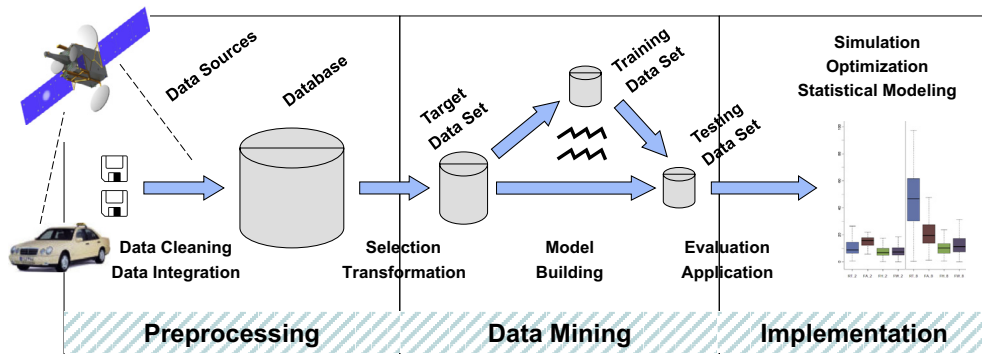 Data Sources
Database
Target
Data Set
Training
Data Set
Testing
Data Set
Simulation
Optimization
Statistical Modeling
Data Cleaning
Data Integration
Selection
Transformation
Model
Building
Evaluation
Application
Preprocessing
Data Mining
Implementation